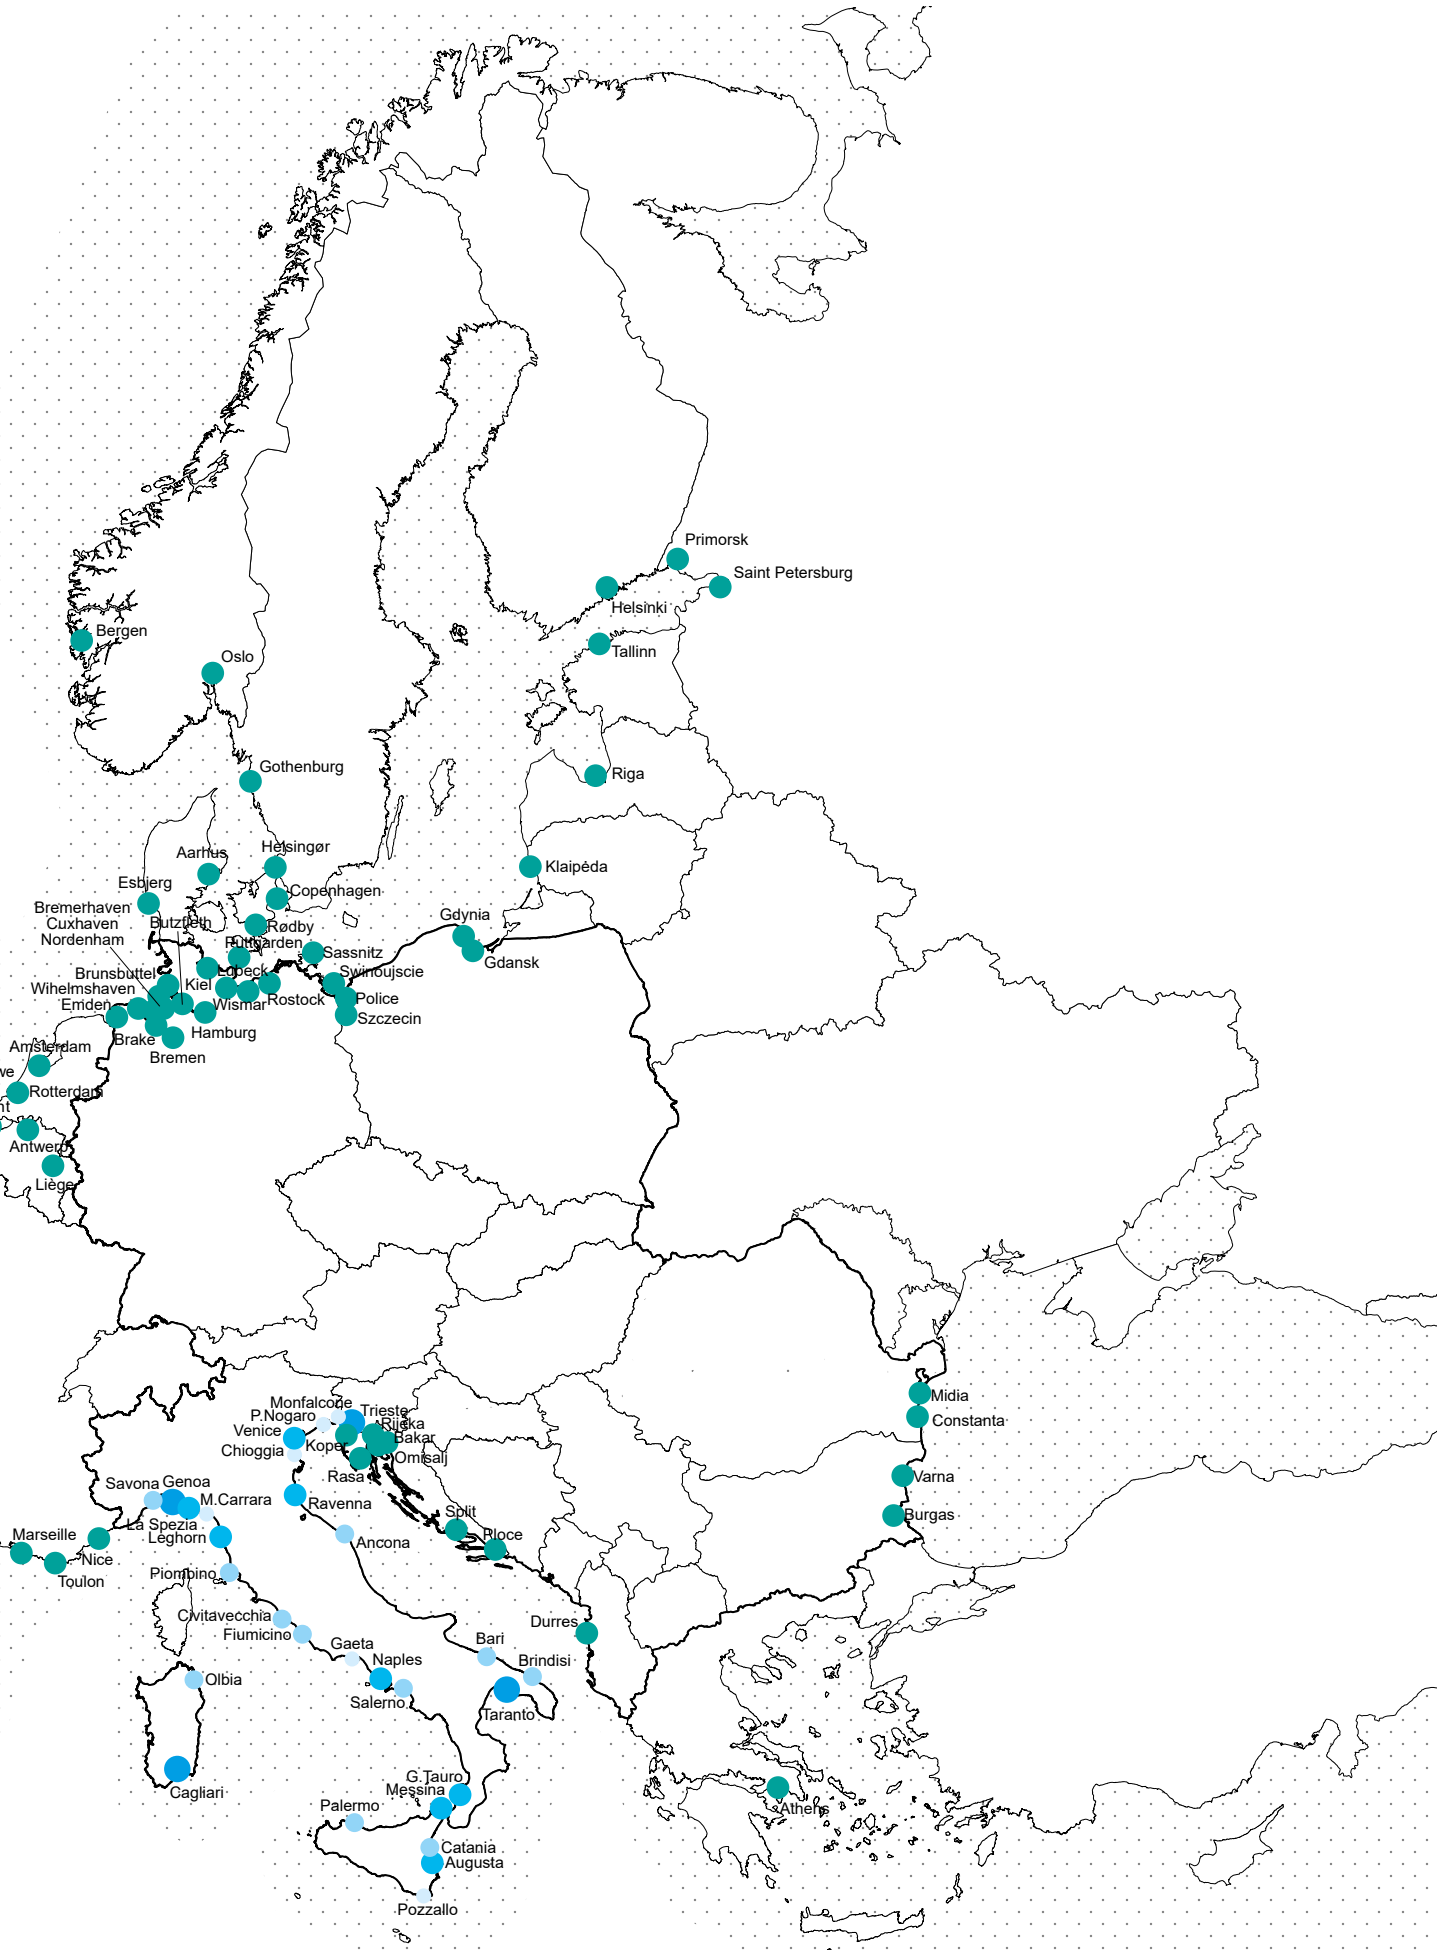 Primorsk
Saint Petersburg
Helsinki
Bergen
Tallinn
Oslo
Gothenburg
Riga
Helsingør
Aarhus
Klaipėda
Esbjerg
Copenhagen
Bremerhaven
Cuxhaven
Nordenham
Butzfleth
Gdynia
Rødby
Puttgarden
Sassnitz
Gdansk
Lübeck
Swinoujscie
Brunsbuttel
Kiel
Wihelmshaven
Rostock
Police
Emden
Wismar
Szczecin
Hamburg
Brake
Bremen
Amsterdam
we
Rotterdam
nt
Antwerp
Liège
Midia
Constanta
Monfalcone
Trieste
P.Nogaro
Rijeka
Venice
Koper
Bakar
Chioggia
Omisalj
Rasa
Varna
Savona
Genoa
M.Carrara
Ravenna
Split
Burgas
La Spezia
Leghorn
Marseille
Ploce
Ancona
Nice
Toulon
Piombino
Civitavecchia
Fiumicino
Durres
Gaeta
Bari
Naples
Brindisi
Olbia
Salerno
Taranto
G.Tauro
Messina
Cagliari
Palermo
Athens
Catania
Augusta
Pozzallo